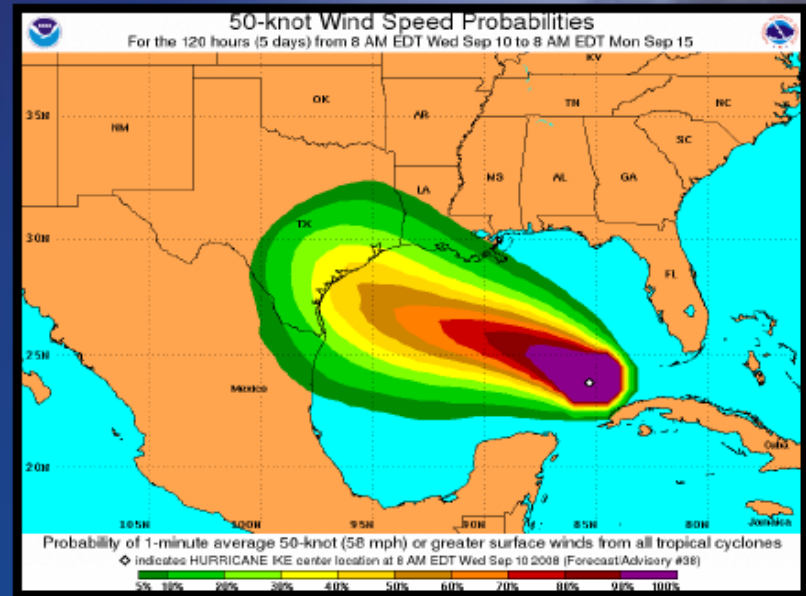 50-knot Wind Speed Probabilities
For the 120 hours (5 days) from 8 AM EDT Wed Sep 10 to 8 AM EDT Mon Sep 15
KY
OK
TN
NC
35N
AR
NM
SC
MS
AL
GA
LA
TX
30N
FL
25N
Mexico
Cuba
20N
105W
100W
95W
90W
85W
80W
Jamaica
Probability of 1-minute average 50-knot (58 mph) or greater surface winds from all tropical cyclones
indicates HURRICANE IKE center location at 8 AM EDT Wed Sep 10 2008 (Forecast/Advisory #38)
5% 10% 20% 30% 40% 50% 60% 70% 80% 90% 100%